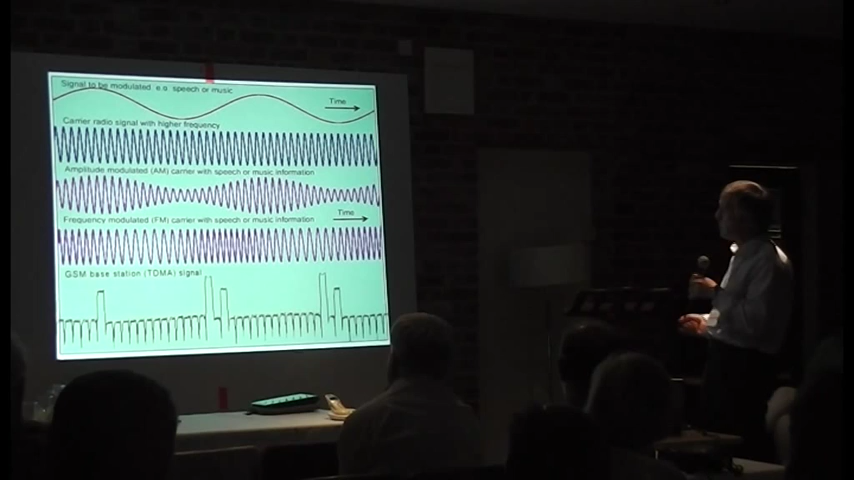 Signal to be modulated e.g. speech or music
Time
Carrier radio signal with higher frequency
Amplitude modulated (AM) carrier with speech or music information
Frequency modulated (FM) carrier with speech or music information
Time
GSM base station (TDMA) signal